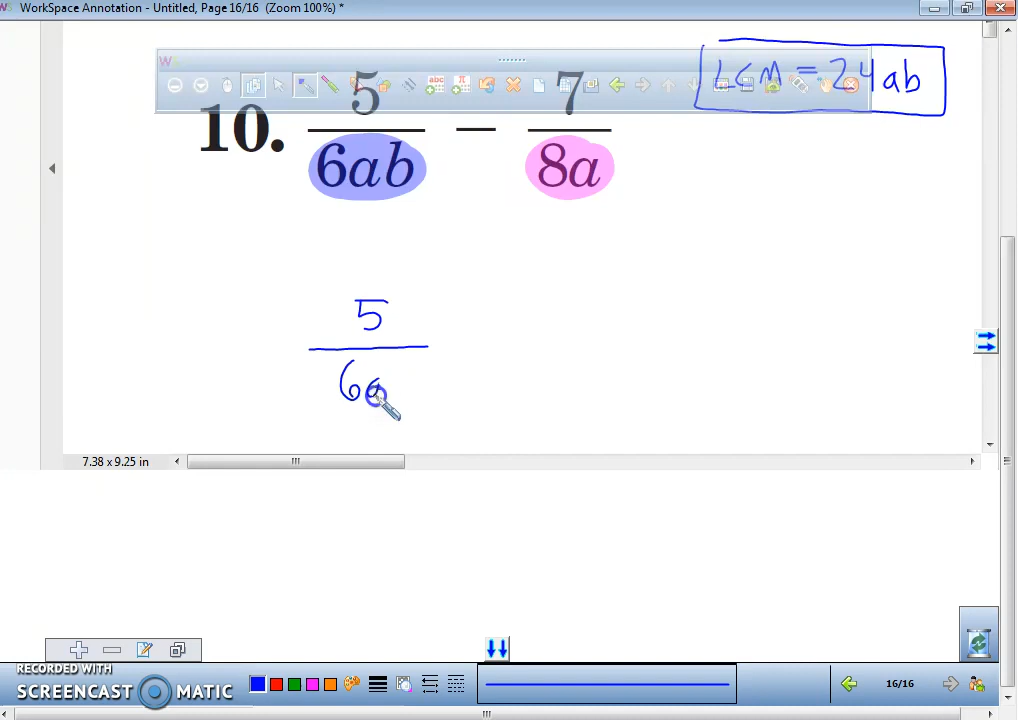 WorkSpace Annotation - Untitled, Page 16/16 (Zoom 100%) *
LCM = 24ab
10. 5/6ab − 7/8a
5
6a
7.38 x 9.25 in
RECORDED WITH
SCREENCAST MATIC
16/16